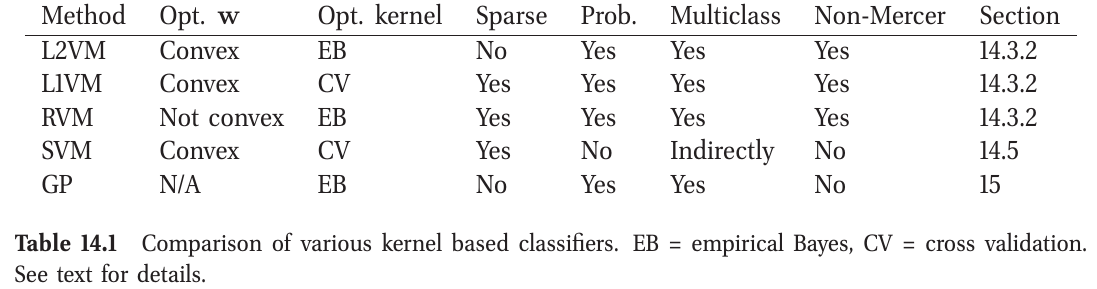 Method Opt. w Opt. kernel Sparse Prob. Multiclass Non-Mercer Section
L2VM Convex EB No Yes Yes Yes 14.3.2
L1VM Convex CV Yes Yes Yes Yes 14.3.2
RVM Not convex EB Yes Yes Yes Yes 14.3.2
SVM Convex CV Yes No Indirectly No 14.5
GP N/A EB No Yes Yes No 15
Table 14.1 Comparison of various kernel based classifiers. EB = empirical Bayes, CV = cross validation.
See text for details.